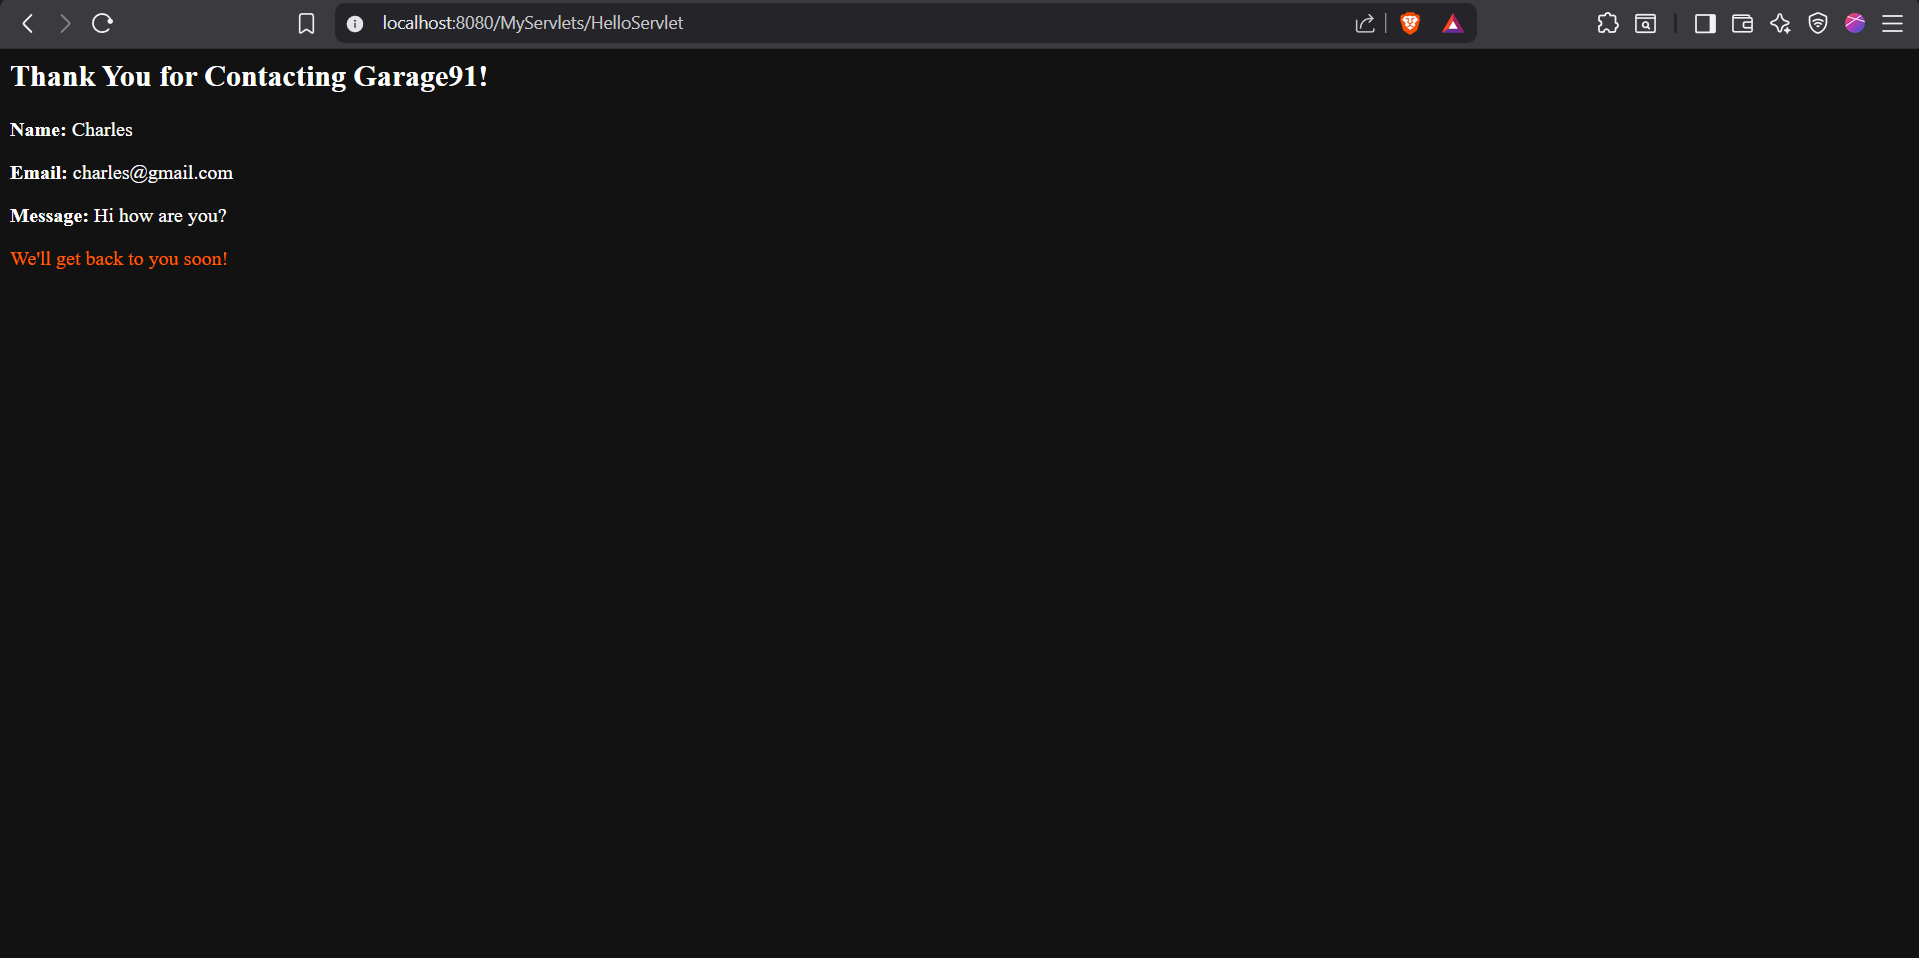 localhost:8080/MyServlets/HelloServlet
Thank You for Contacting Garage91!
Name: Charles
Email: charles@gmail.com
Message: Hi how are you?
We'll get back to you soon!